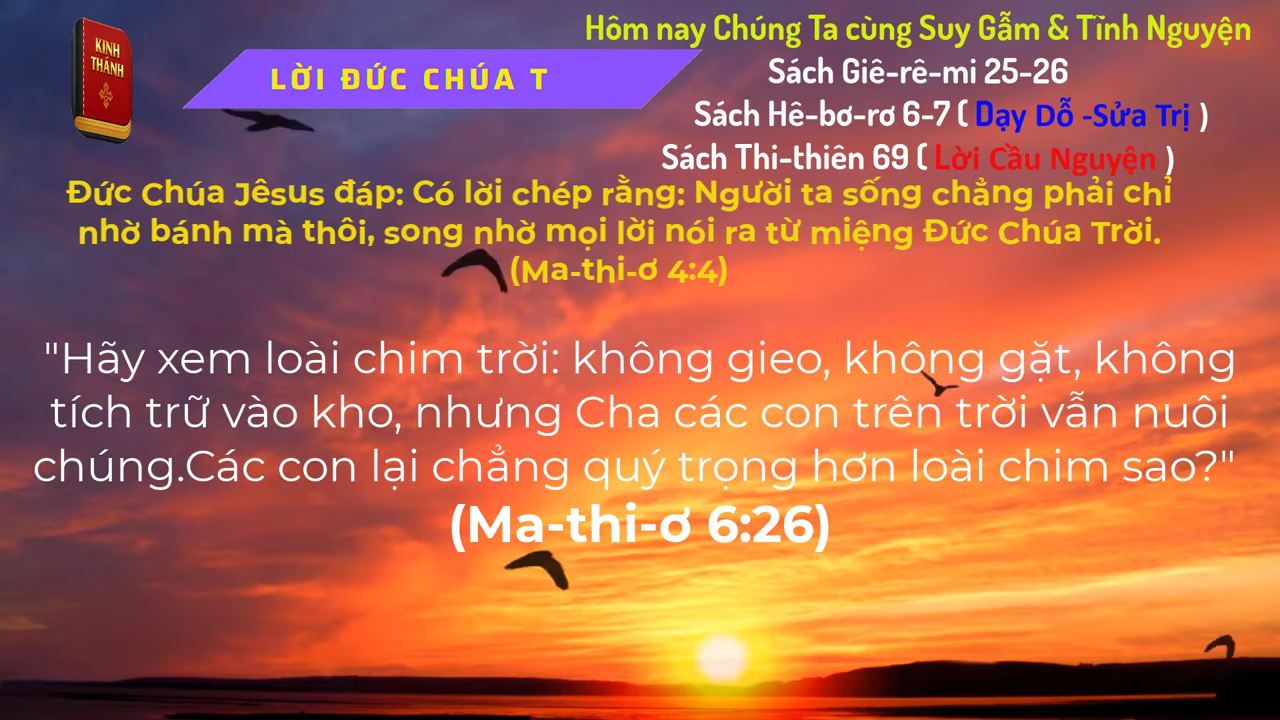 KINH
THÁNH
LỜI ĐỨC CHÚA T
Hôm nay Chúng Ta cùng Suy Gẫm & Tĩnh Nguyện
Sách Giê-rê-mi 25-26
Sách Hê-bơ-rơ 6-7 ( Dạy Dỗ -Sửa Trị )
Sách Thi-thiên 69 ( Lời Cầu Nguyện )
Đức Chúa Jêsus đáp: Có lời chép rằng: Người ta sống chẳng phải chỉ
nhờ bánh mà thôi, song nhờ mọi lời nói ra từ miệng Đức Chúa Trời.
(Ma-thi-ơ 4:4)
"Hãy xem loài chim trời: không gieo, không gặt, không
tích trữ vào kho, nhưng Cha các con trên trời vẫn nuôi
chúng.Các con lại chẳng quý trọng hơn loài chim sao?"
(Ma-thi-ơ 6:26)